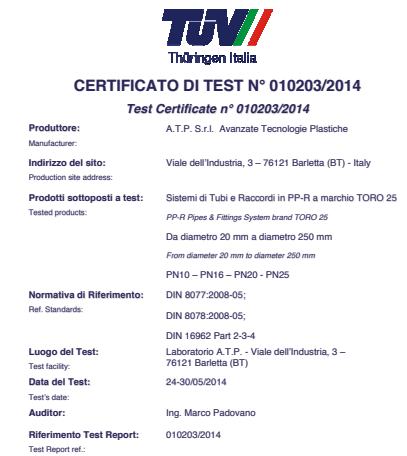 TÜV
Thüringen Italia
CERTIFICATO DI TEST N° 010203/2014
Test Certificate n° 010203/2014
Produttore: A.T.P. S.r.l. Avanzate Tecnologie Plastiche
Manufacturer:
Indirizzo del sito: Viale dell'Industria, 3 – 76121 Barletta (BT) - Italy
Production site address:
Prodotti sottoposti a test: Sistemi di Tubi e Raccordi in PP-R a marchio TORO 25
Tested products: PP-R Pipes & Fittings System brand TORO 25
Da diametro 20 mm a diametro 250 mm
From diameter 20 mm to diameter 250 mm
PN10 – PN16 – PN20 - PN25
Normativa di Riferimento: DIN 8077:2008-05;
Ref. Standards: DIN 8078:2008-05;
DIN 16962 Part 2-3-4
Luogo del Test: Laboratorio A.T.P. - Viale dell'Industria, 3 –
Test facility: 76121 Barletta (BT)
Data del Test: 24-30/05/2014
Test's date:
Auditor: Ing. Marco Padovano
Riferimento Test Report: 010203/2014
Test Report ref.: